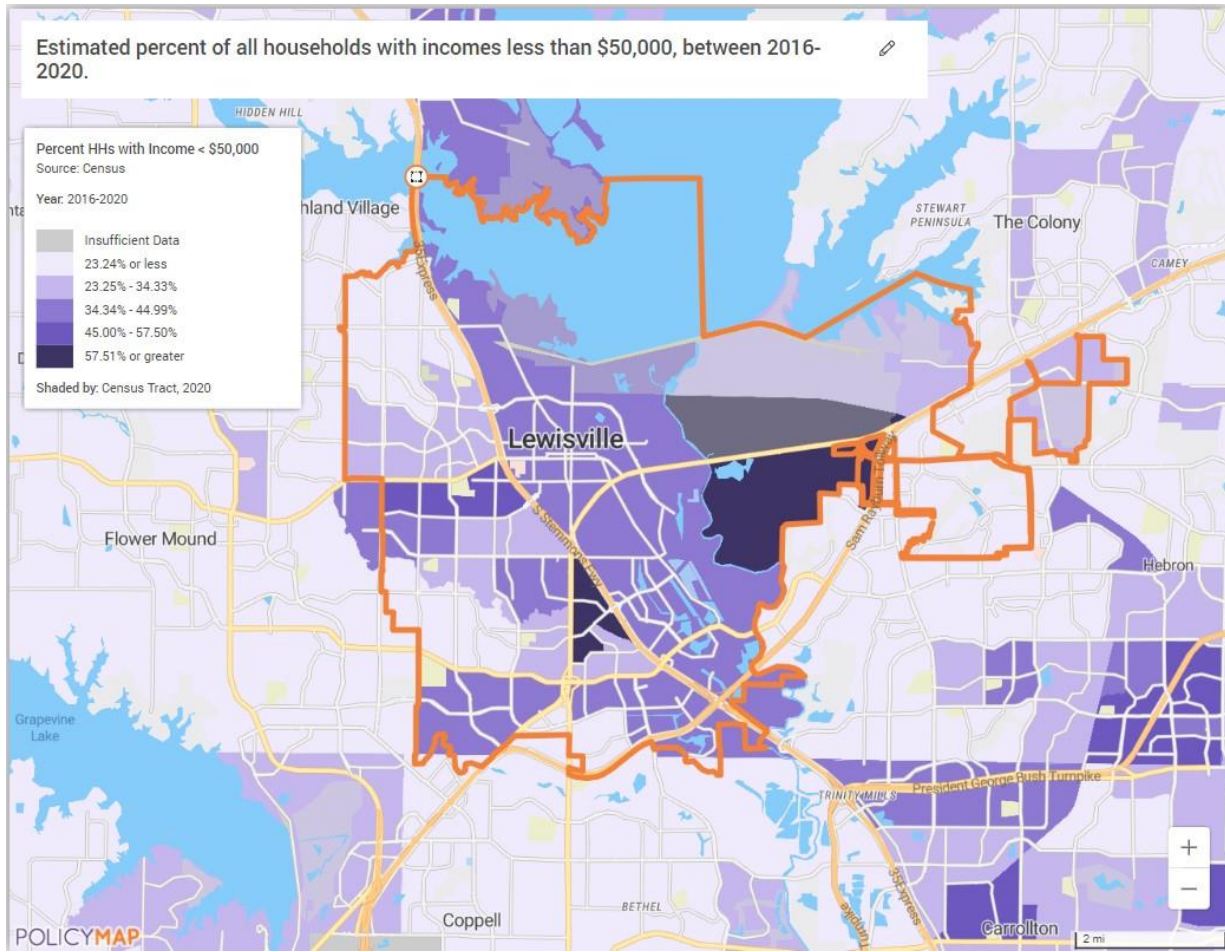 Estimated percent of all households with incomes less than $50,000, between 2016-
2020.
HIDDEN HILL
Percent HHs with Income < $50,000
Source: Census
Year: 2016-2020
Insufficient Data
23.24% or less
23.25% - 34.33%
34.34% - 44.99%
45.00% - 57.50%
57.51% or greater
Shaded by: Census Tract, 2020
hland Village
STEWART
PENINSULA
The Colony
CAMEY
35Express
Lewisville
Sam Rayburn Tollway
S Stemmons Fwy
Flower Mound
Hebron
Grapevine
Lake
President George Bush Turnpike
TRINITY MILLS
35Express
Turnpike
BETHEL
Coppell
Carrollton
+
−
2 mi
POLICYMAP